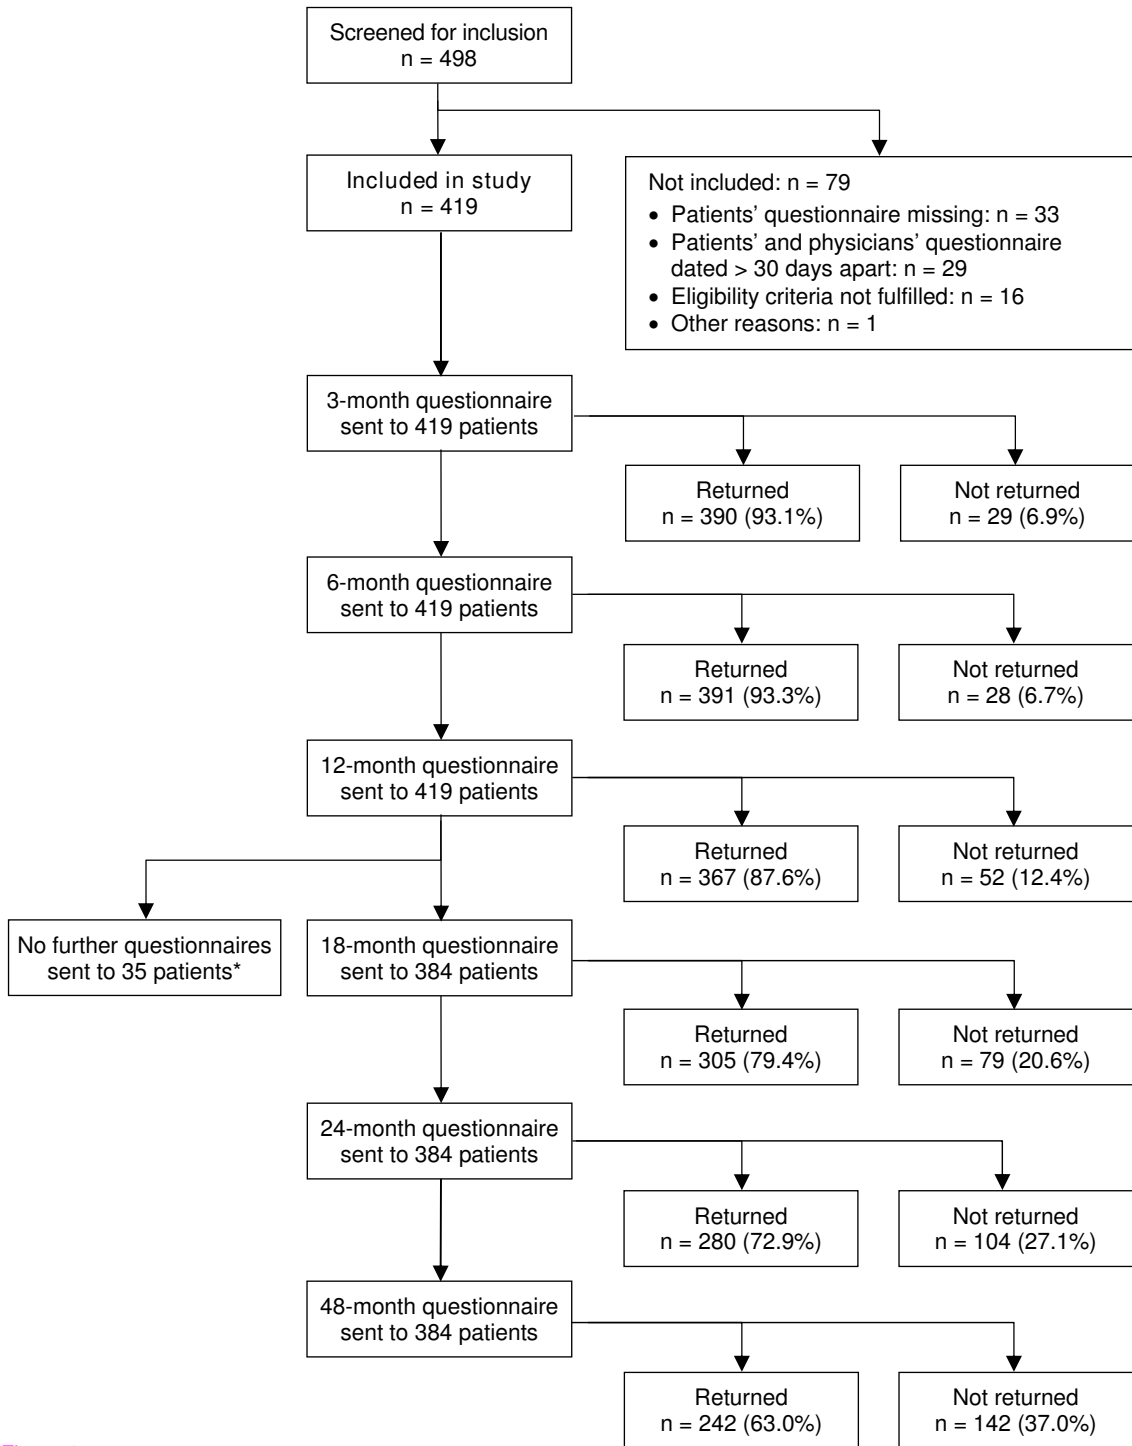 Screened for inclusion
n = 498
Included in study
n = 419
Not included: n = 79
• Patients’ questionnaire missing: n = 33
• Patients’ and physicians’ questionnaire
dated > 30 days apart: n = 29
• Eligibility criteria not fulfilled: n = 16
• Other reasons: n = 1
3-month questionnaire
sent to 419 patients
Returned
n = 390 (93.1%)
Not returned
n = 29 (6.9%)
6-month questionnaire
sent to 419 patients
Returned
n = 391 (93.3%)
Not returned
n = 28 (6.7%)
12-month questionnaire
sent to 419 patients
Returned
n = 367 (87.6%)
Not returned
n = 52 (12.4%)
No further questionnaires
sent to 35 patients*
18-month questionnaire
sent to 384 patients
Returned
n = 305 (79.4%)
Not returned
n = 79 (20.6%)
24-month questionnaire
sent to 384 patients
Returned
n = 280 (72.9%)
Not returned
n = 104 (27.1%)
48-month questionnaire
sent to 384 patients
Returned
n = 242 (63.0%)
Not returned
n = 142 (37.0%)